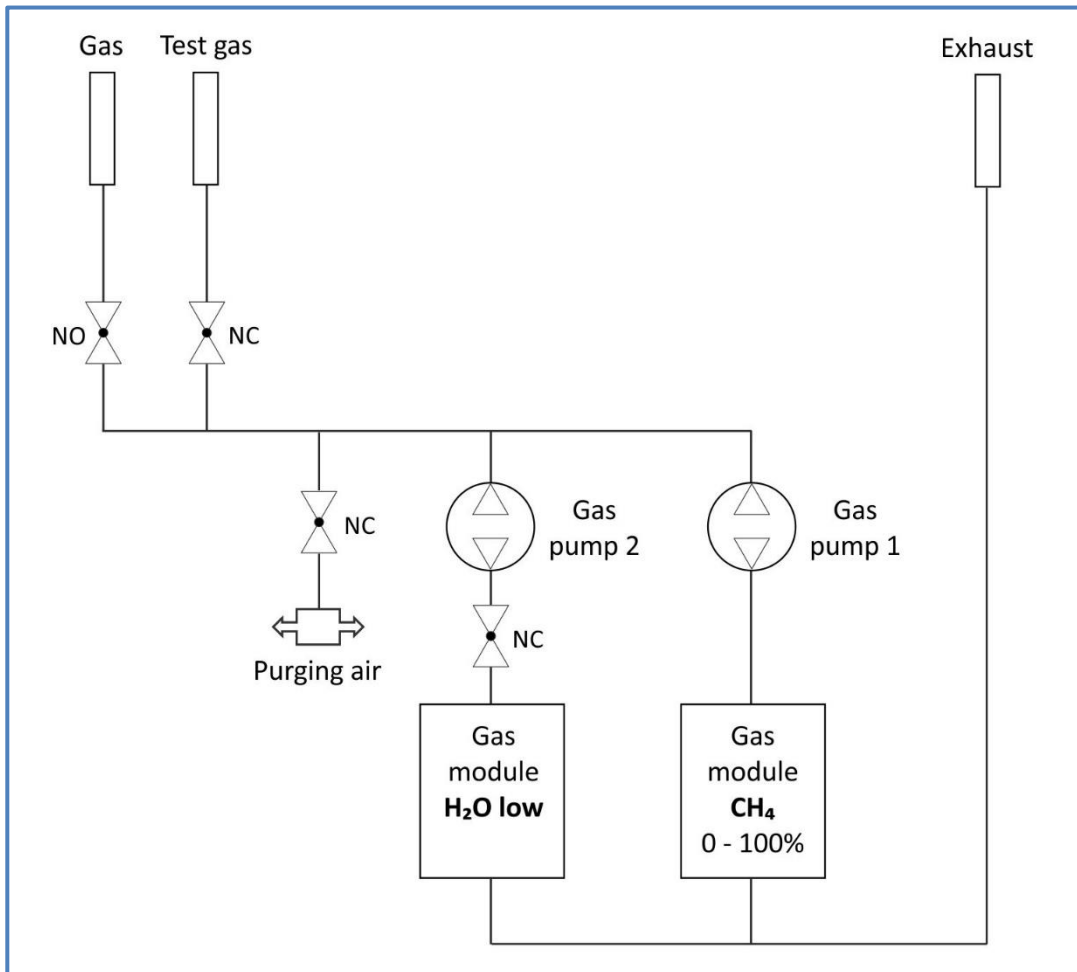 Gas
Test gas
Exhaust
NO
NC
NC
Gas
pump 2
Gas
pump 1
NC
Purging air
Gas
module
H₂O low
Gas
module
CH₄
0 - 100%